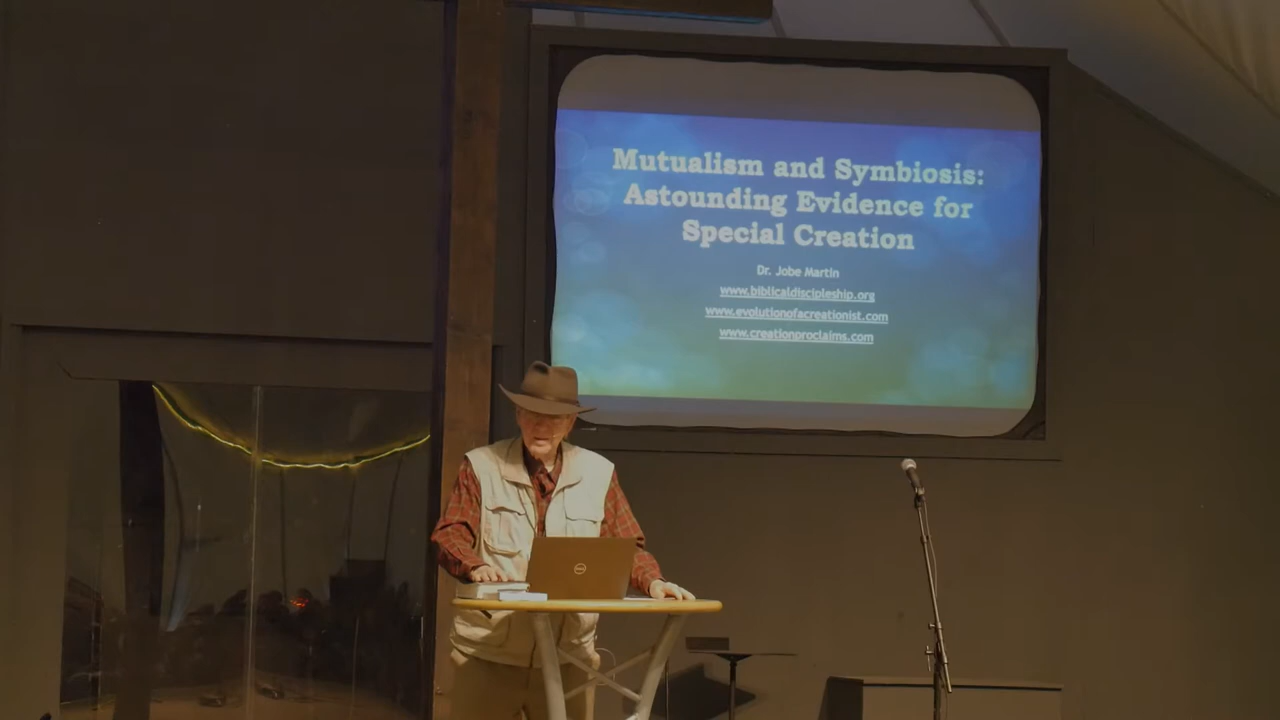 Mutualism and Symbiosis:
Astounding Evidence for
Special Creation
Dr. Jobe Martin
www.biblicaldiscipleship.org
www.evolutionofacreationist.com
www.creationproclaims.com
DELL